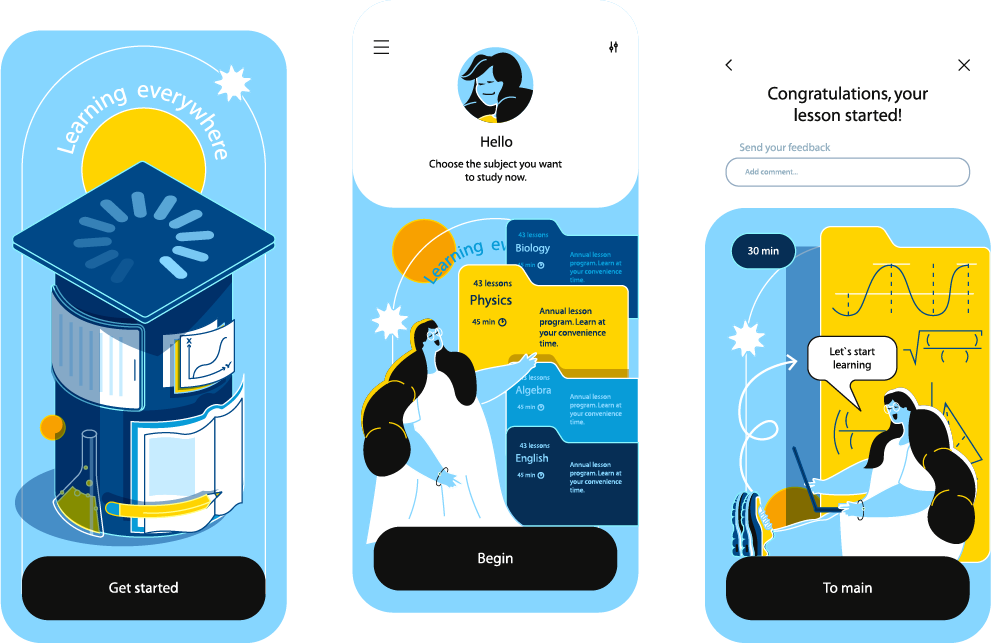 Learning everywhere
X
Y
Get started
Hello
Choose the subject you want
to study now.
Learning ev
43 lessons
Biology
45 min
Annual lesson
program. Learn at
your convenience
time.
43 lessons
Physics
45 min
Annual lesson
program. Learn at
your convenience
time.
lessons
Algebra
45 min
Annual lesson
program. Learn at
your convenience
time.
43 lessons
English
45 min
Annual lesson
program. Learn at
your convenience
time.
Begin
Congratulations, your
lesson started!
Send your feedback
Add comment...
30 min
Let`s start
learning
To main